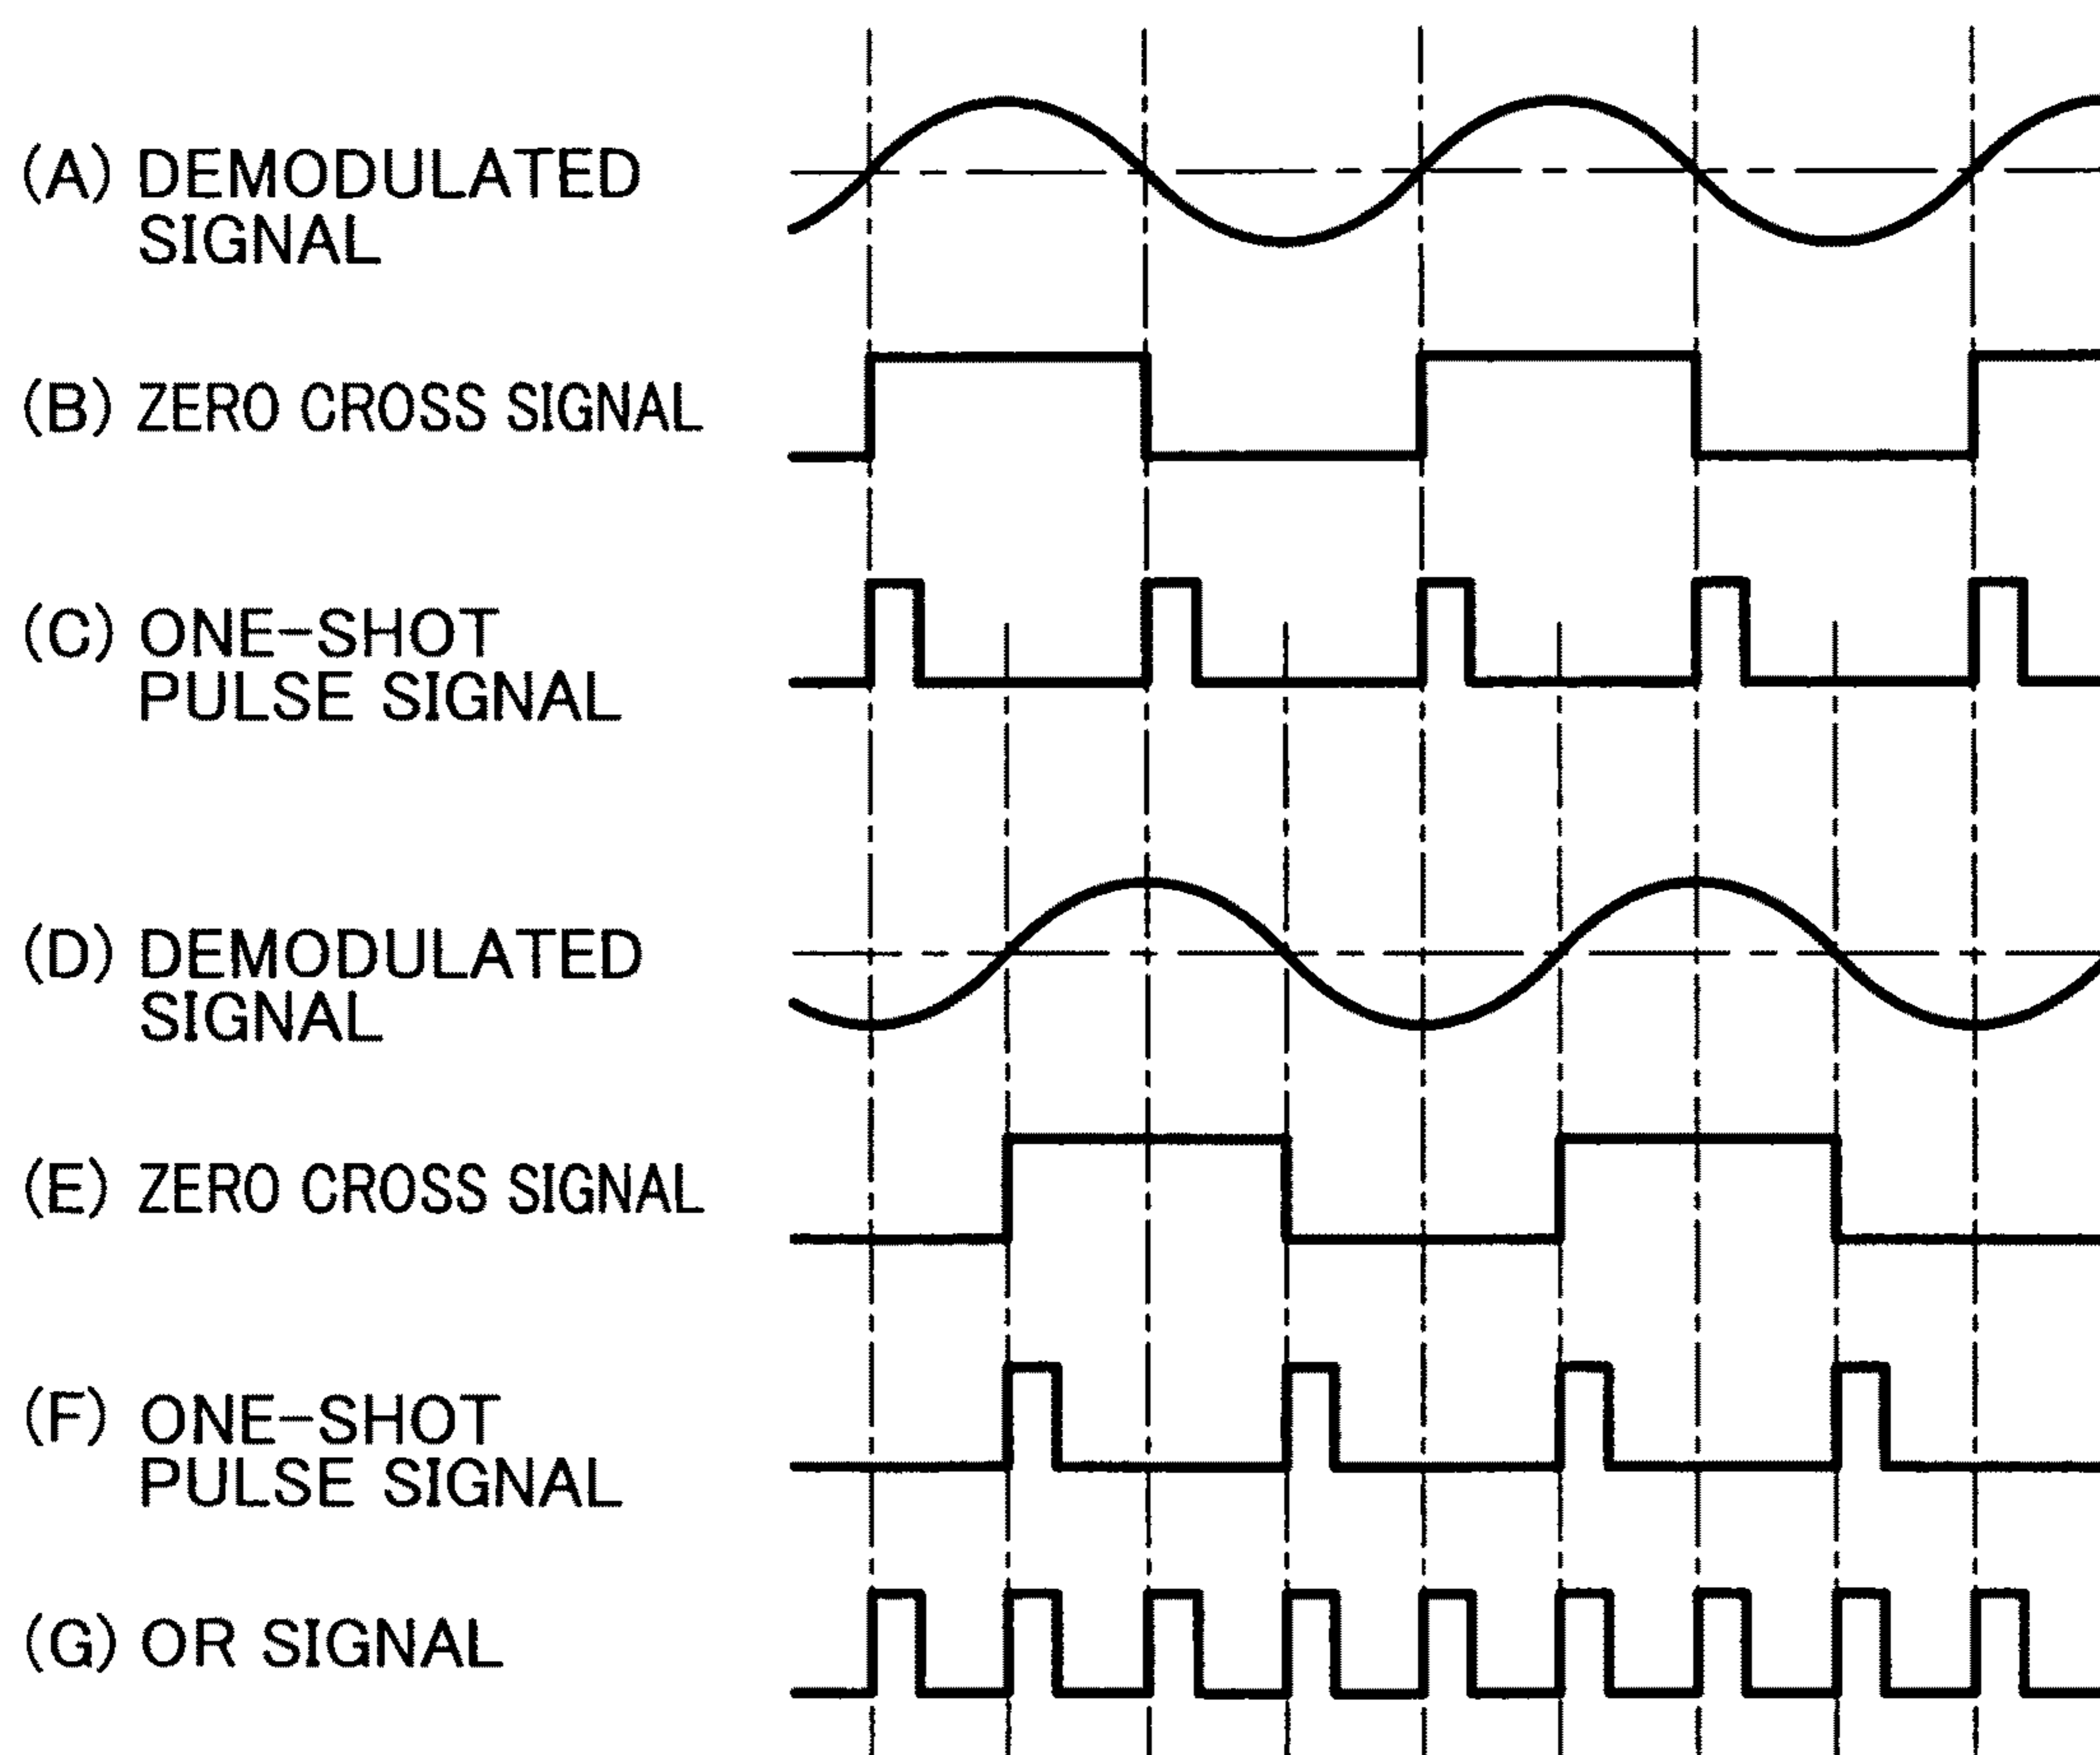 (A) DEMODULATED
SIGNAL
(B) ZERO CROSS SIGNAL
(C) ONE-SHOT
PULSE SIGNAL
(D) DEMODULATED
SIGNAL
(E) ZERO CROSS SIGNAL
(F) ONE-SHOT
PULSE SIGNAL
(G) OR SIGNAL